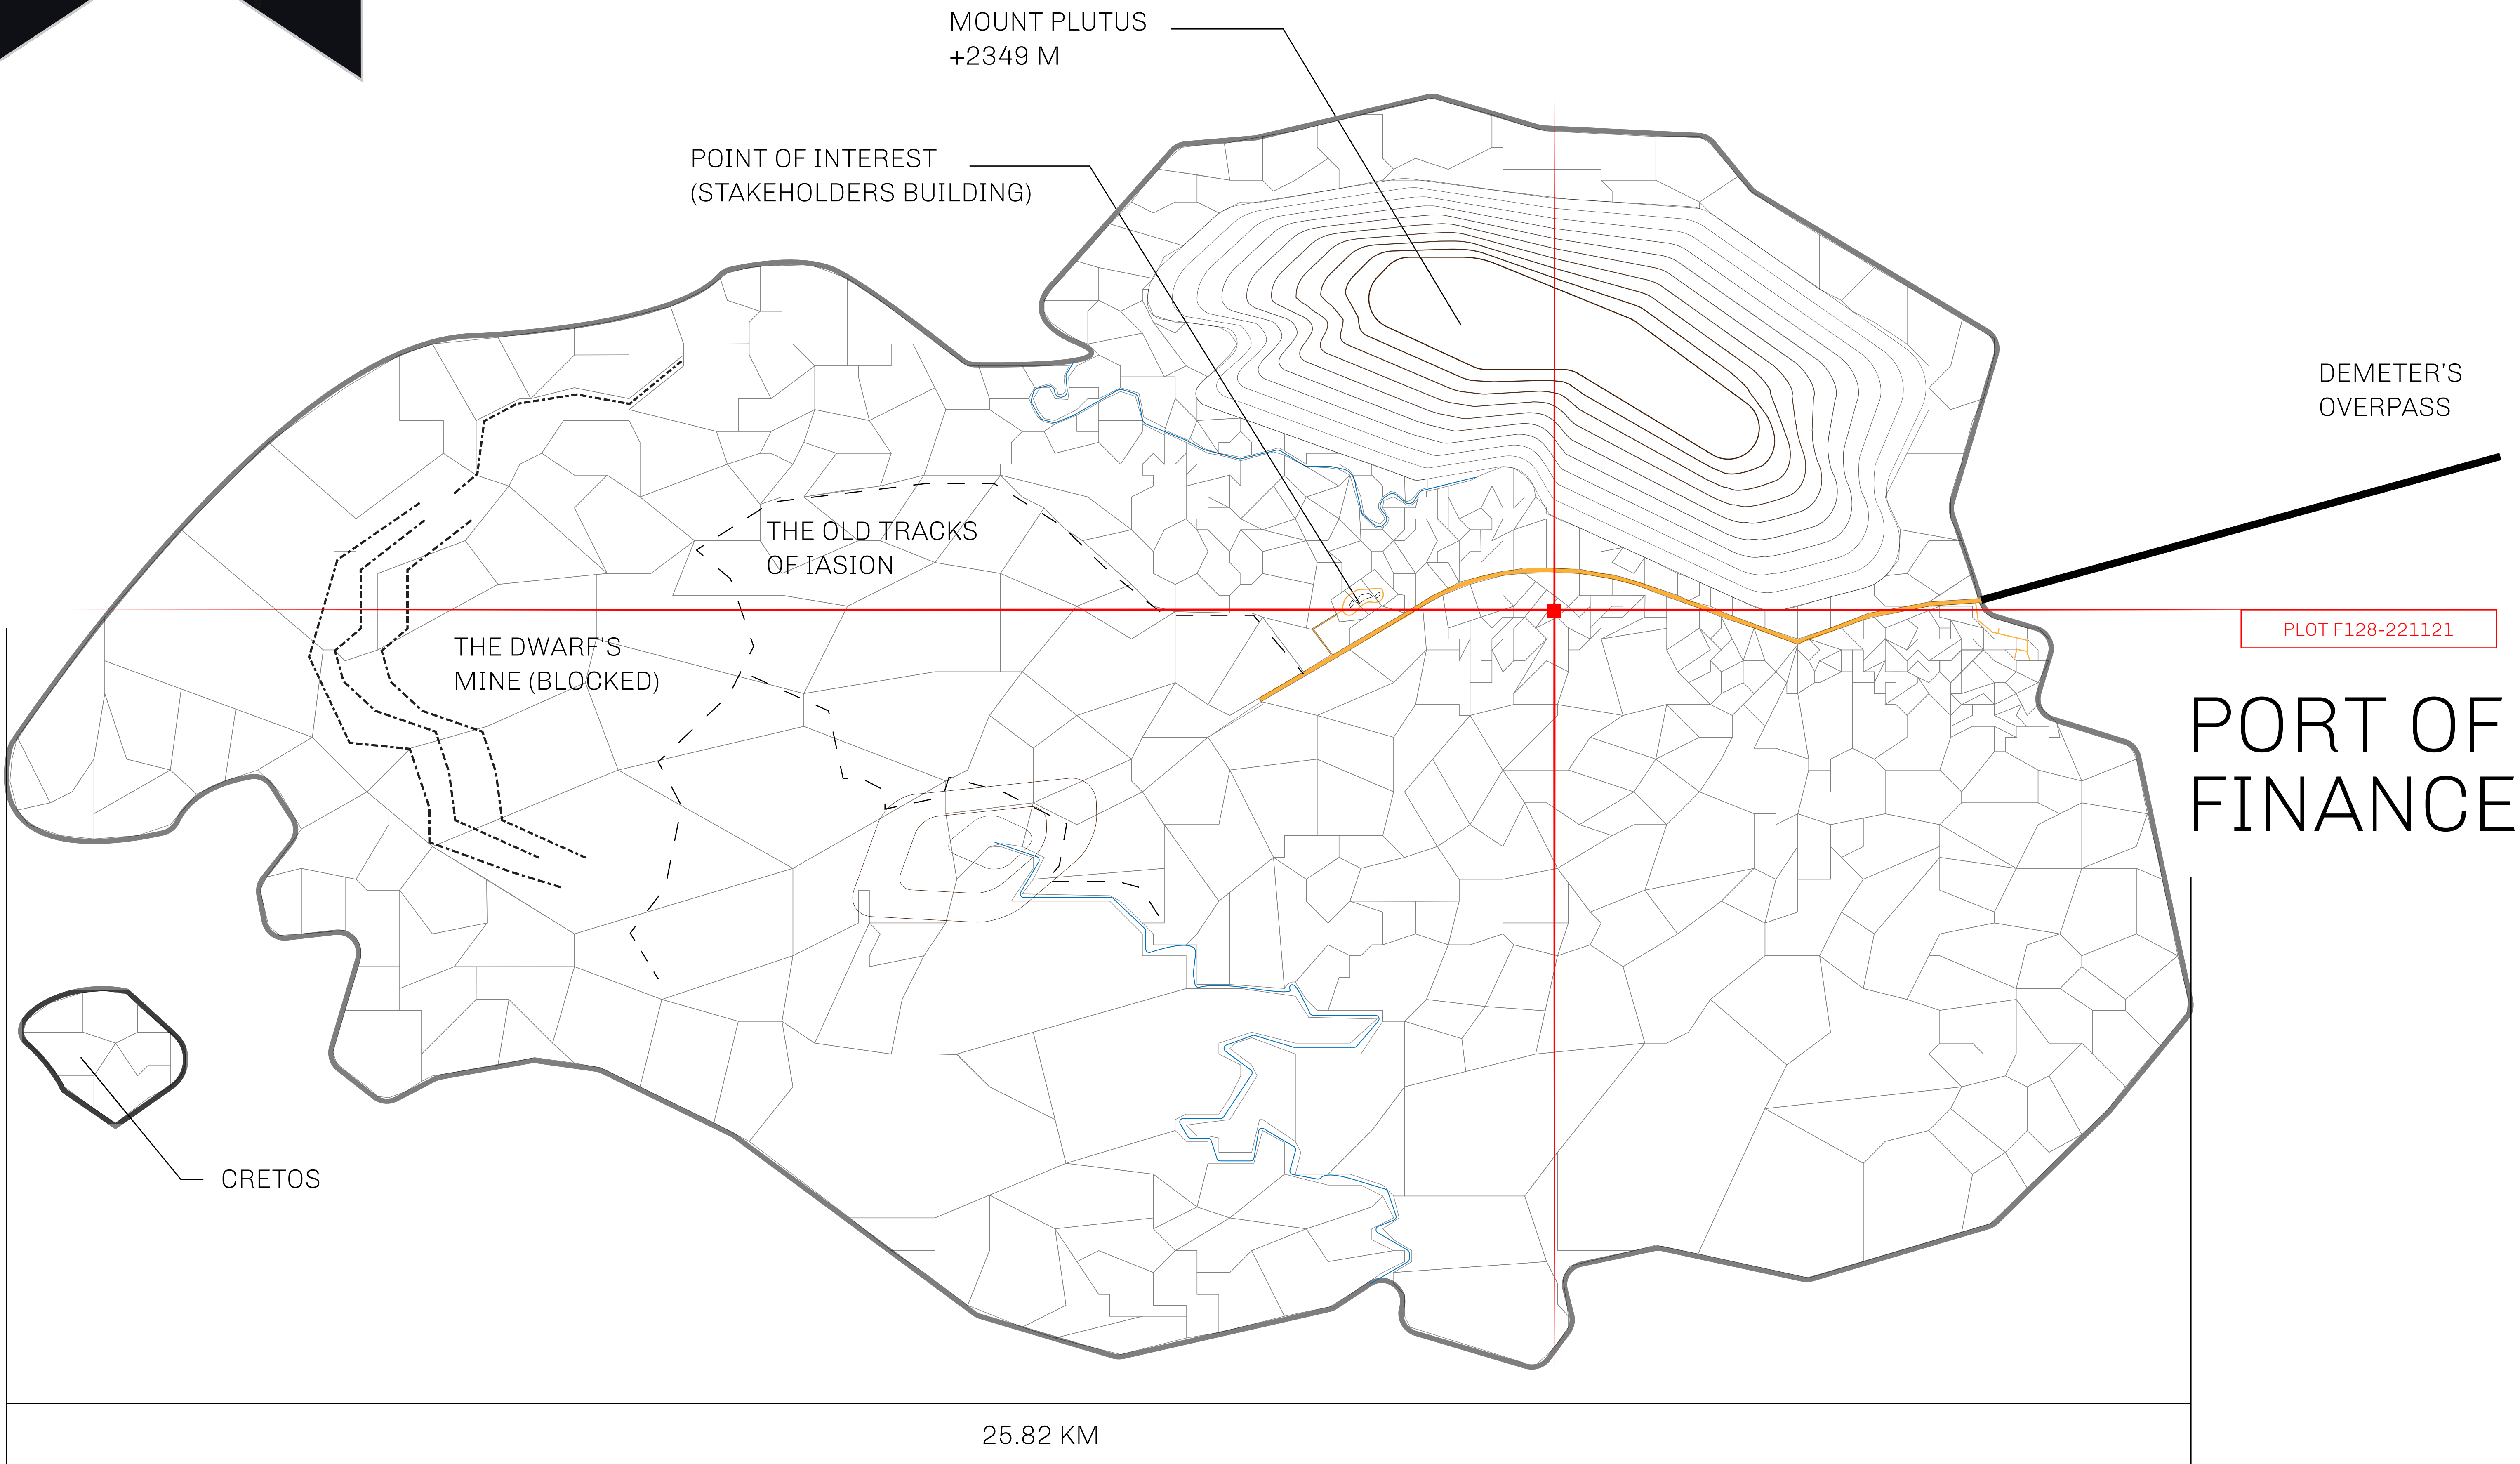 MOUNT PLUTUS
+2349 M
POINT OF INTEREST
(STAKEHOLDERS BUILDING)
DEMETER'S
OVERPASS
THE OLD TRACKS
OF IASION
THE DWARF'S
MINE (BLOCKED)
PLOT F128-221121
PORT OF
FINANCE
CRETOS
25.82 KM